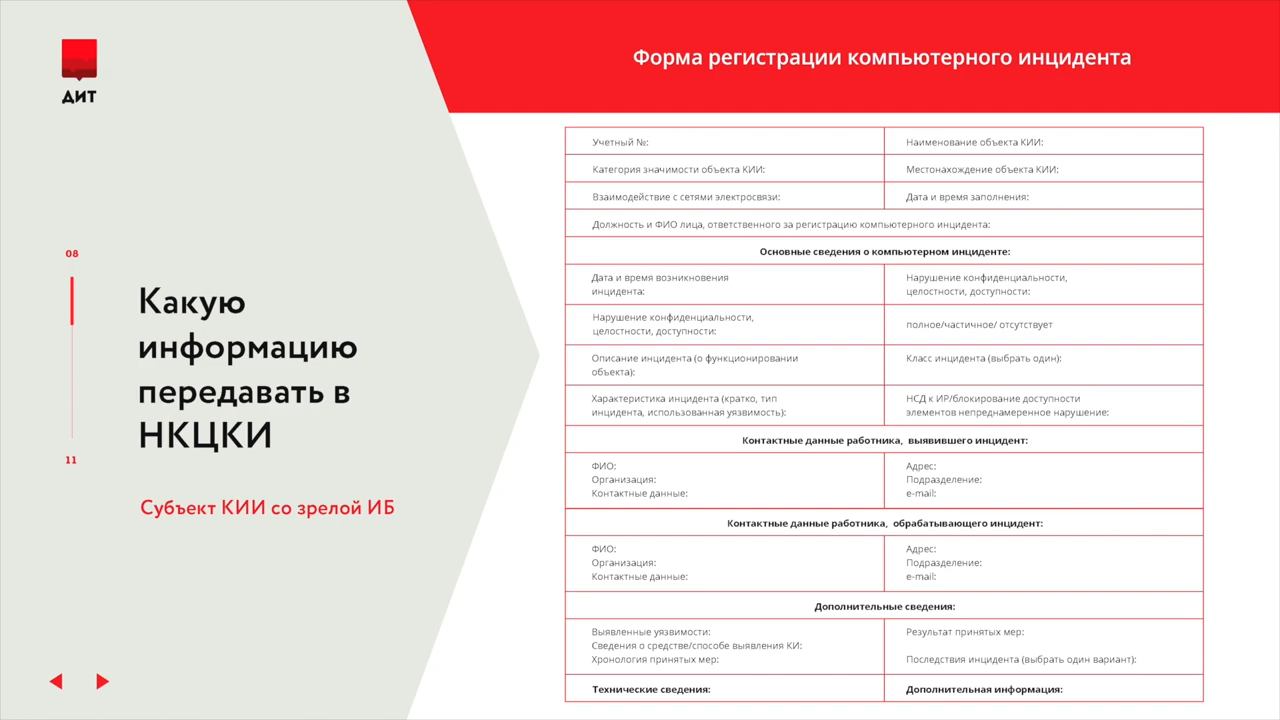 ДИТ
Форма регистрации компьютерного инцидента
08
11
Какую
информацию
передавать в
НКЦКИ
Субъект КИИ со зрелой ИБ
Учетный №:
Наименование объекта КИИ:
Категория значимости объекта КИИ:
Местонахождение объекта КИИ:
Взаимодействие с сетями электросвязи:
Дата и время заполнения:
Должность и ФИО лица, ответственного за регистрацию компьютерного инцидента:
Основные сведения о компьютерном инциденте:
Дата и время возникновения
инцидента:
Нарушение конфиденциальности,
целостности, доступности:
Нарушение конфиденциальности,
целостности, доступности:
полное/частичное/ отсутствует
Описание инцидента (о функционировании
объекта):
Класс инцидента (выбрать один):
Характеристика инцидента (кратко, тип
инцидента, использованная уязвимость):
НСД к ИР/блокирование доступности
элементов непреднамеренное нарушение:
Контактные данные работника, выявившего инцидент:
ФИО:
Организация:
Контактные данные:
Адрес:
Подразделение:
e-mail:
Контактные данные работника, обрабатывающего инцидент:
ФИО:
Организация:
Контактные данные:
Адрес:
Подразделение:
e-mail:
Дополнительные сведения:
Выявленные уязвимости:
Сведения о средстве/способе выявления КИ:
Хронология принятых мер:
Результат принятых мер:
Последствия инцидента (выбрать один вариант):
Технические сведения:
Дополнительная информация: